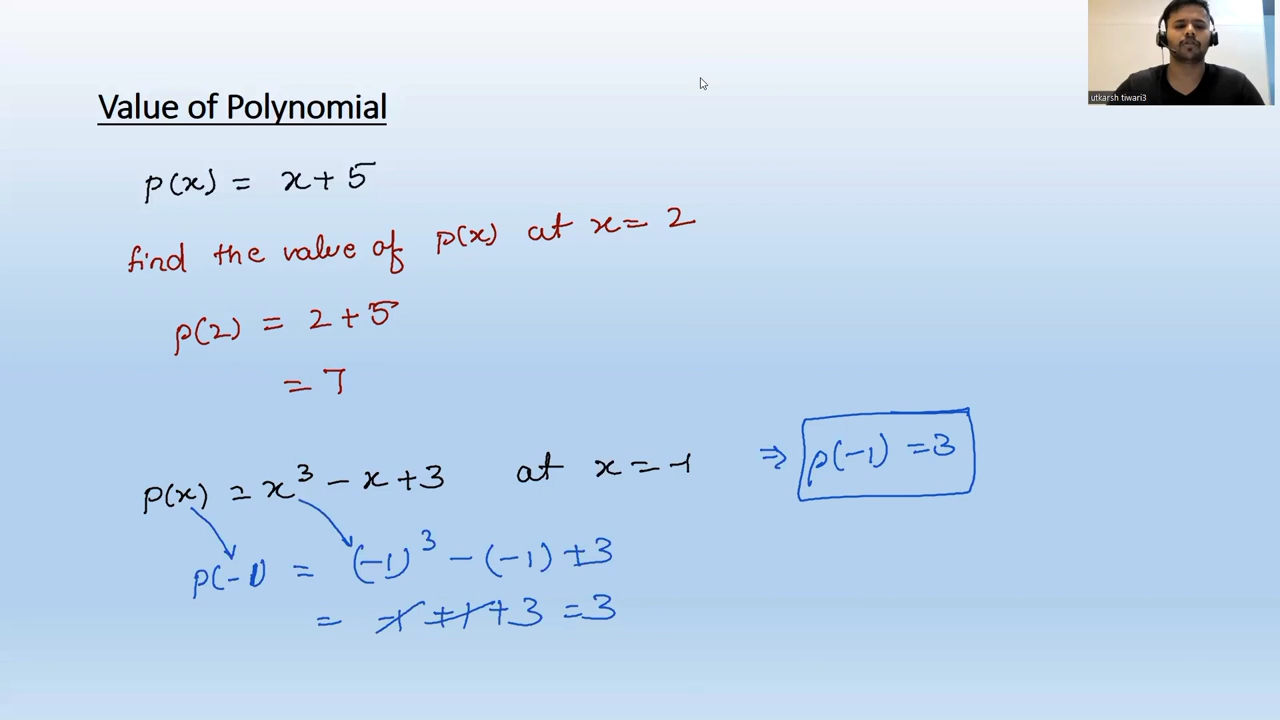 utkarsh tiwari3
Value of Polynomial
p(x) = x + 5
find the value of p(x) at x = 2
p(2) = 2 + 5
= 7
p(x) = x³ - x + 3 at x = -1 ⇒ p(-1) = 3
p(-1) = (-1)³ - (-1) + 3
= -1 + 1 + 3 = 3